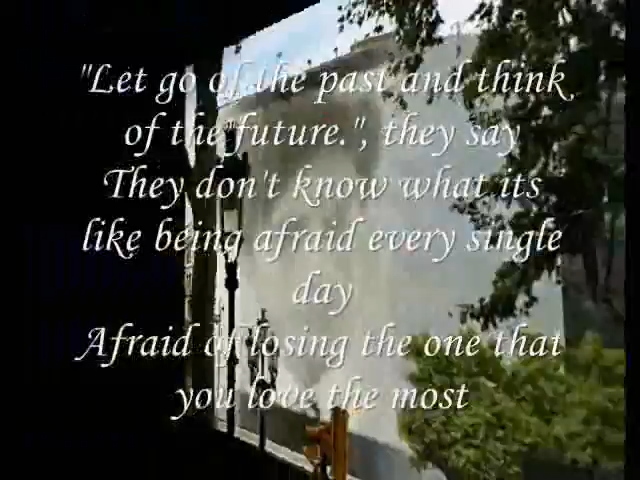 "Let go of the past and think
of the future.", they say
They don't know what its
like being afraid every single
day
Afraid of losing the one that
you love the most